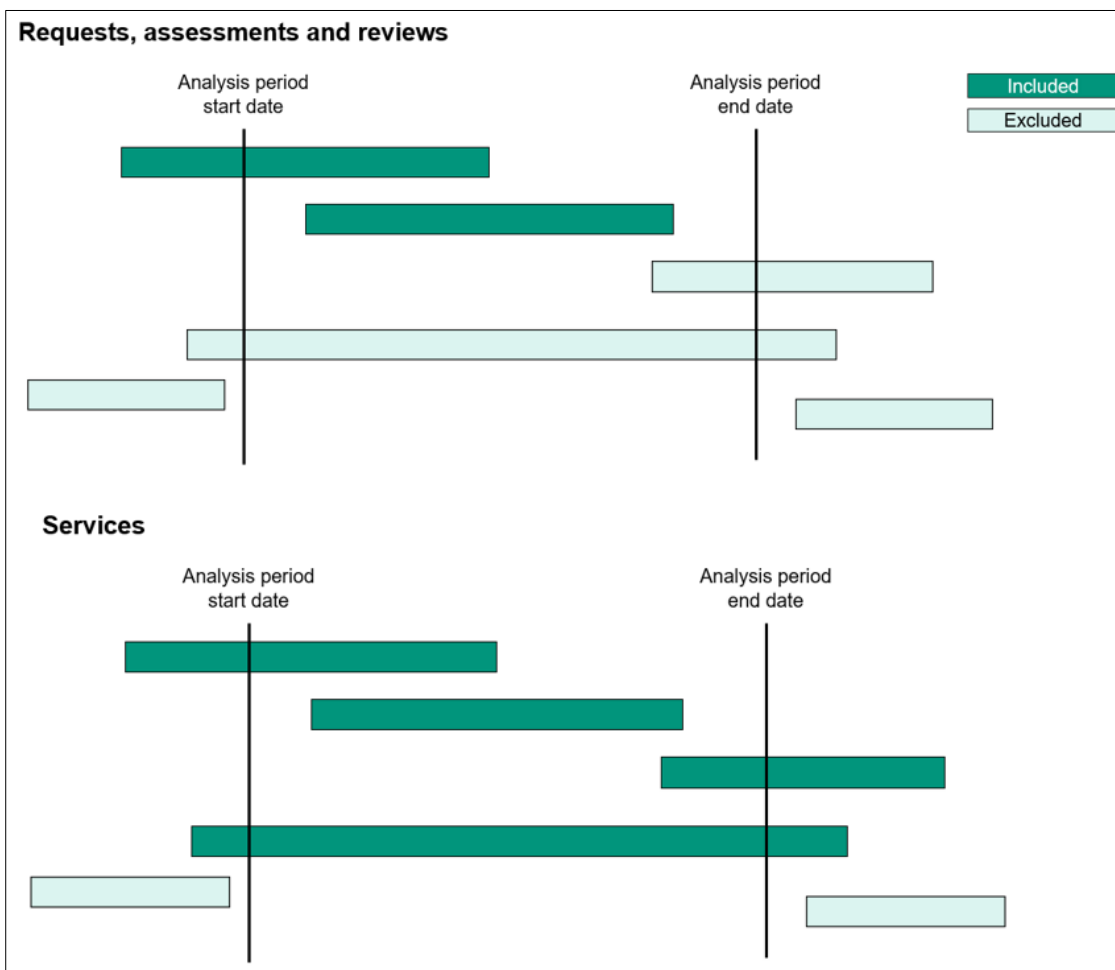 Requests, assessments and reviews
Analysis period
start date
Analysis period
end date
Included
Excluded
Services
Analysis period
start date
Analysis period
end date